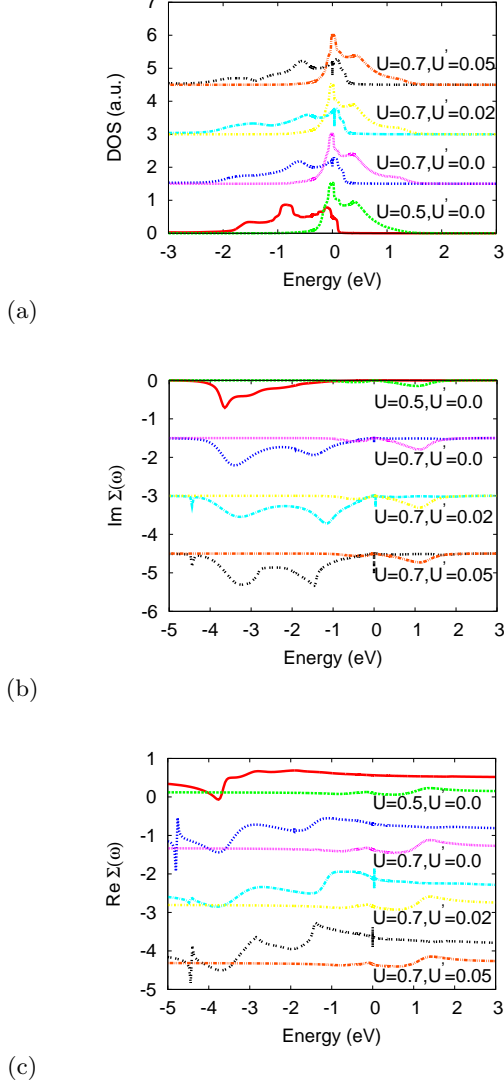 7
6
5
4
3
2
1
0
DOS (a.u.)
U=0.7,U'=0.05
U=0.7,U'=0.02
U=0.7,U'=0.0
U=0.5,U'=0.0
-3 -2 -1 0 1 2 3
Energy (eV)
(a)
0
-1
-2
-3
-4
-5
-6
Im Σ(ω)
U=0.5,U'=0.0
U=0.7,U'=0.0
U=0.7,U'=0.02
U=0.7,U'=0.05
-5 -4 -3 -2 -1 0 1 2 3
Energy (eV)
(b)
1
0
-1
-2
-3
-4
-5
Re Σ(ω)
U=0.5,U'=0.0
U=0.7,U'=0.0
U=0.7,U'=0.02
U=0.7,U'=0.05
-5 -4 -3 -2 -1 0 1 2 3
Energy (eV)
(c)